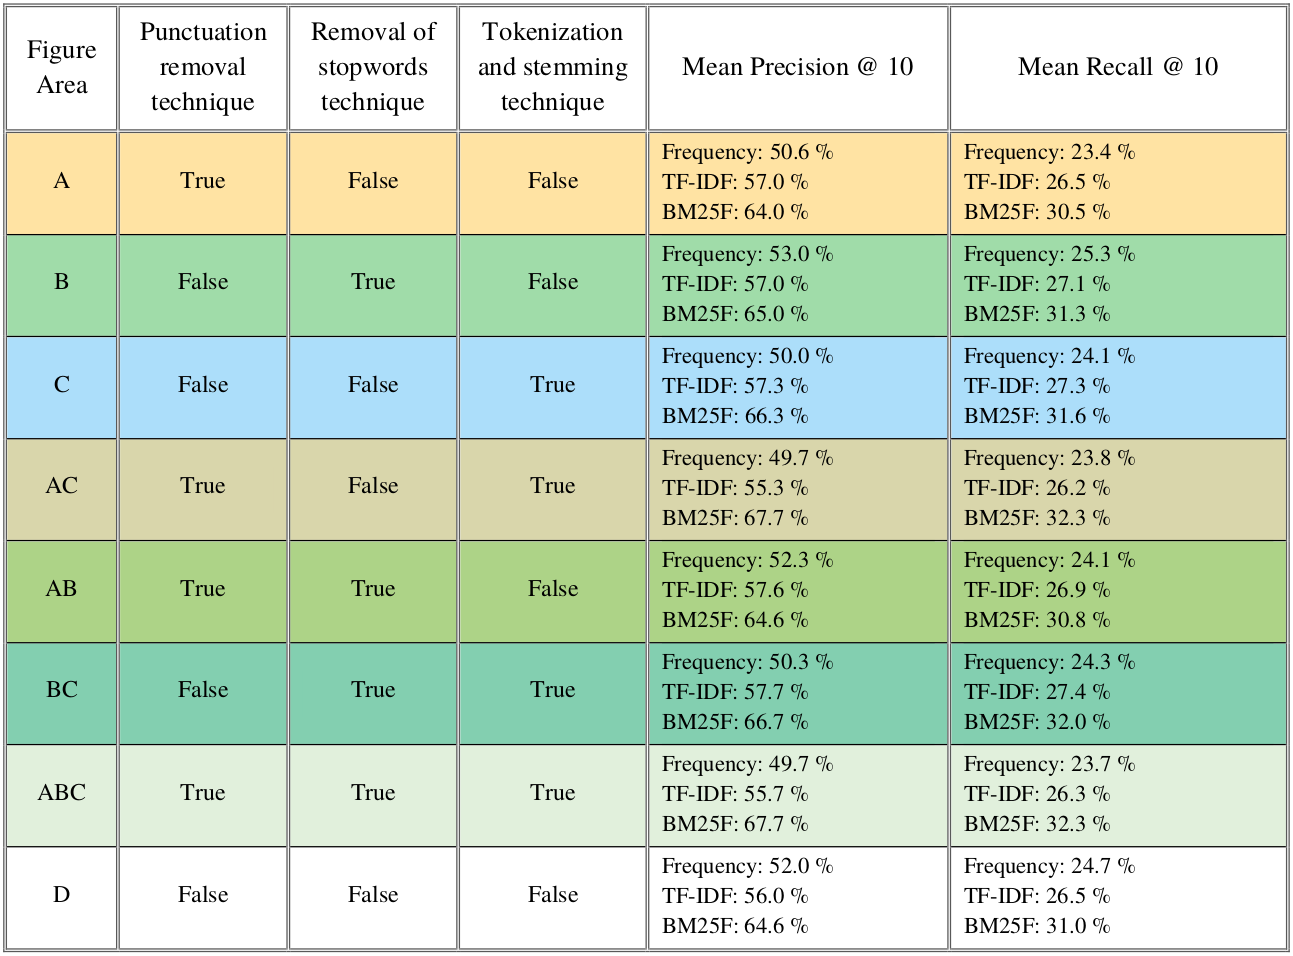 Figure Area
Punctuation removal technique
Removal of stopwords technique
Tokenization and stemming technique
Mean Precision @ 10
Mean Recall @ 10
A
True
False
False
Frequency: 50.6 %
TF-IDF: 57.0 %
BM25F: 64.0 %
Frequency: 23.4 %
TF-IDF: 26.5 %
BM25F: 30.5 %
B
False
True
False
Frequency: 53.0 %
TF-IDF: 57.0 %
BM25F: 65.0 %
Frequency: 25.3 %
TF-IDF: 27.1 %
BM25F: 31.3 %
C
False
False
True
Frequency: 50.0 %
TF-IDF: 57.3 %
BM25F: 66.3 %
Frequency: 24.1 %
TF-IDF: 27.3 %
BM25F: 31.6 %
AC
True
False
True
Frequency: 49.7 %
TF-IDF: 55.3 %
BM25F: 67.7 %
Frequency: 23.8 %
TF-IDF: 26.2 %
BM25F: 32.3 %
AB
True
True
False
Frequency: 52.3 %
TF-IDF: 57.6 %
BM25F: 64.6 %
Frequency: 24.1 %
TF-IDF: 26.9 %
BM25F: 30.8 %
BC
False
True
True
Frequency: 50.3 %
TF-IDF: 57.7 %
BM25F: 66.7 %
Frequency: 24.3 %
TF-IDF: 27.4 %
BM25F: 32.0 %
ABC
True
True
True
Frequency: 49.7 %
TF-IDF: 55.7 %
BM25F: 67.7 %
Frequency: 23.7 %
TF-IDF: 26.3 %
BM25F: 32.3 %
D
False
False
False
Frequency: 52.0 %
TF-IDF: 56.0 %
BM25F: 64.6 %
Frequency: 24.7 %
TF-IDF: 26.5 %
BM25F: 31.0 %